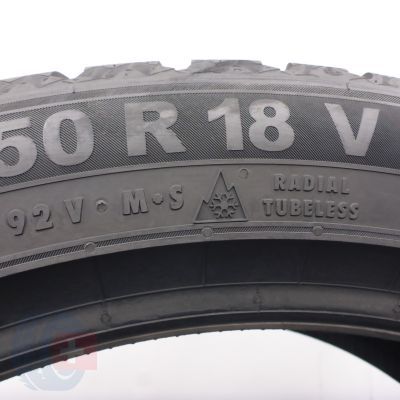 50 R 18 V
92 V • M • S
RADIAL
TUBELESS